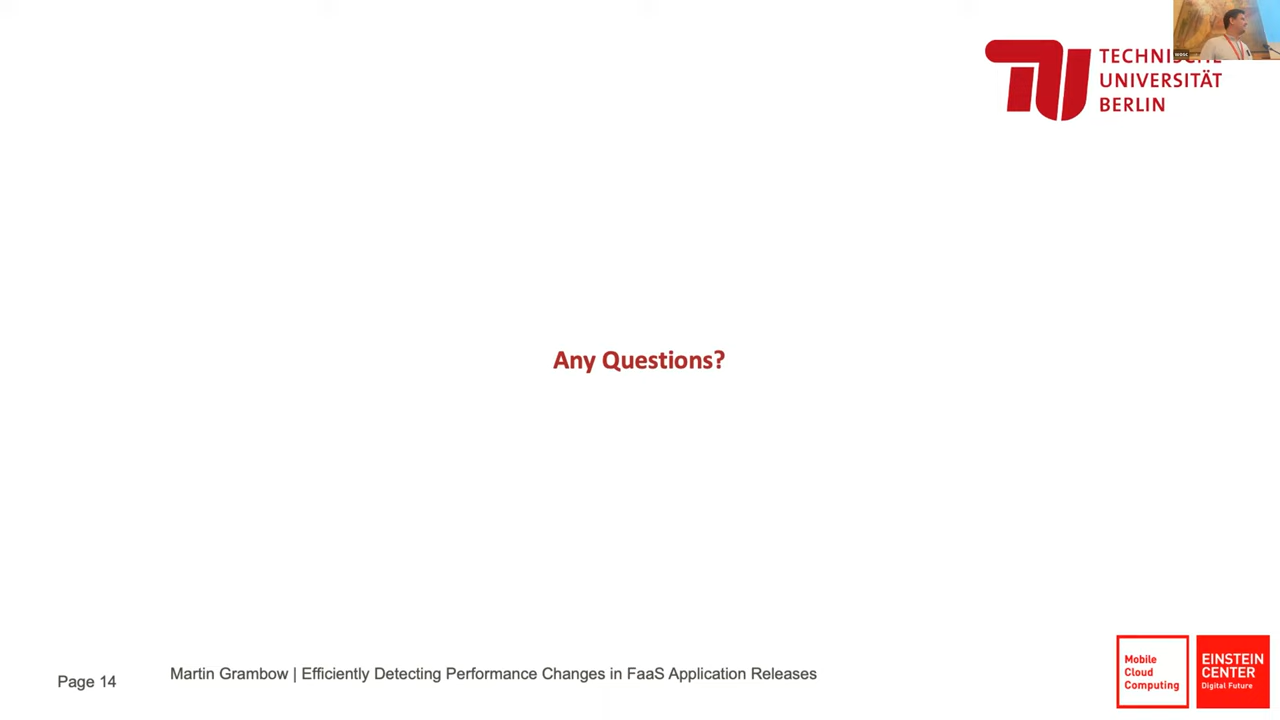 TECHNISCHE
UNIVERSITÄT
BERLIN
Any Questions?
Page 14
Martin Grambow | Efficiently Detecting Performance Changes in FaaS Application Releases
Mobile
Cloud
Computing
EINSTEIN
CENTER
Digital Future